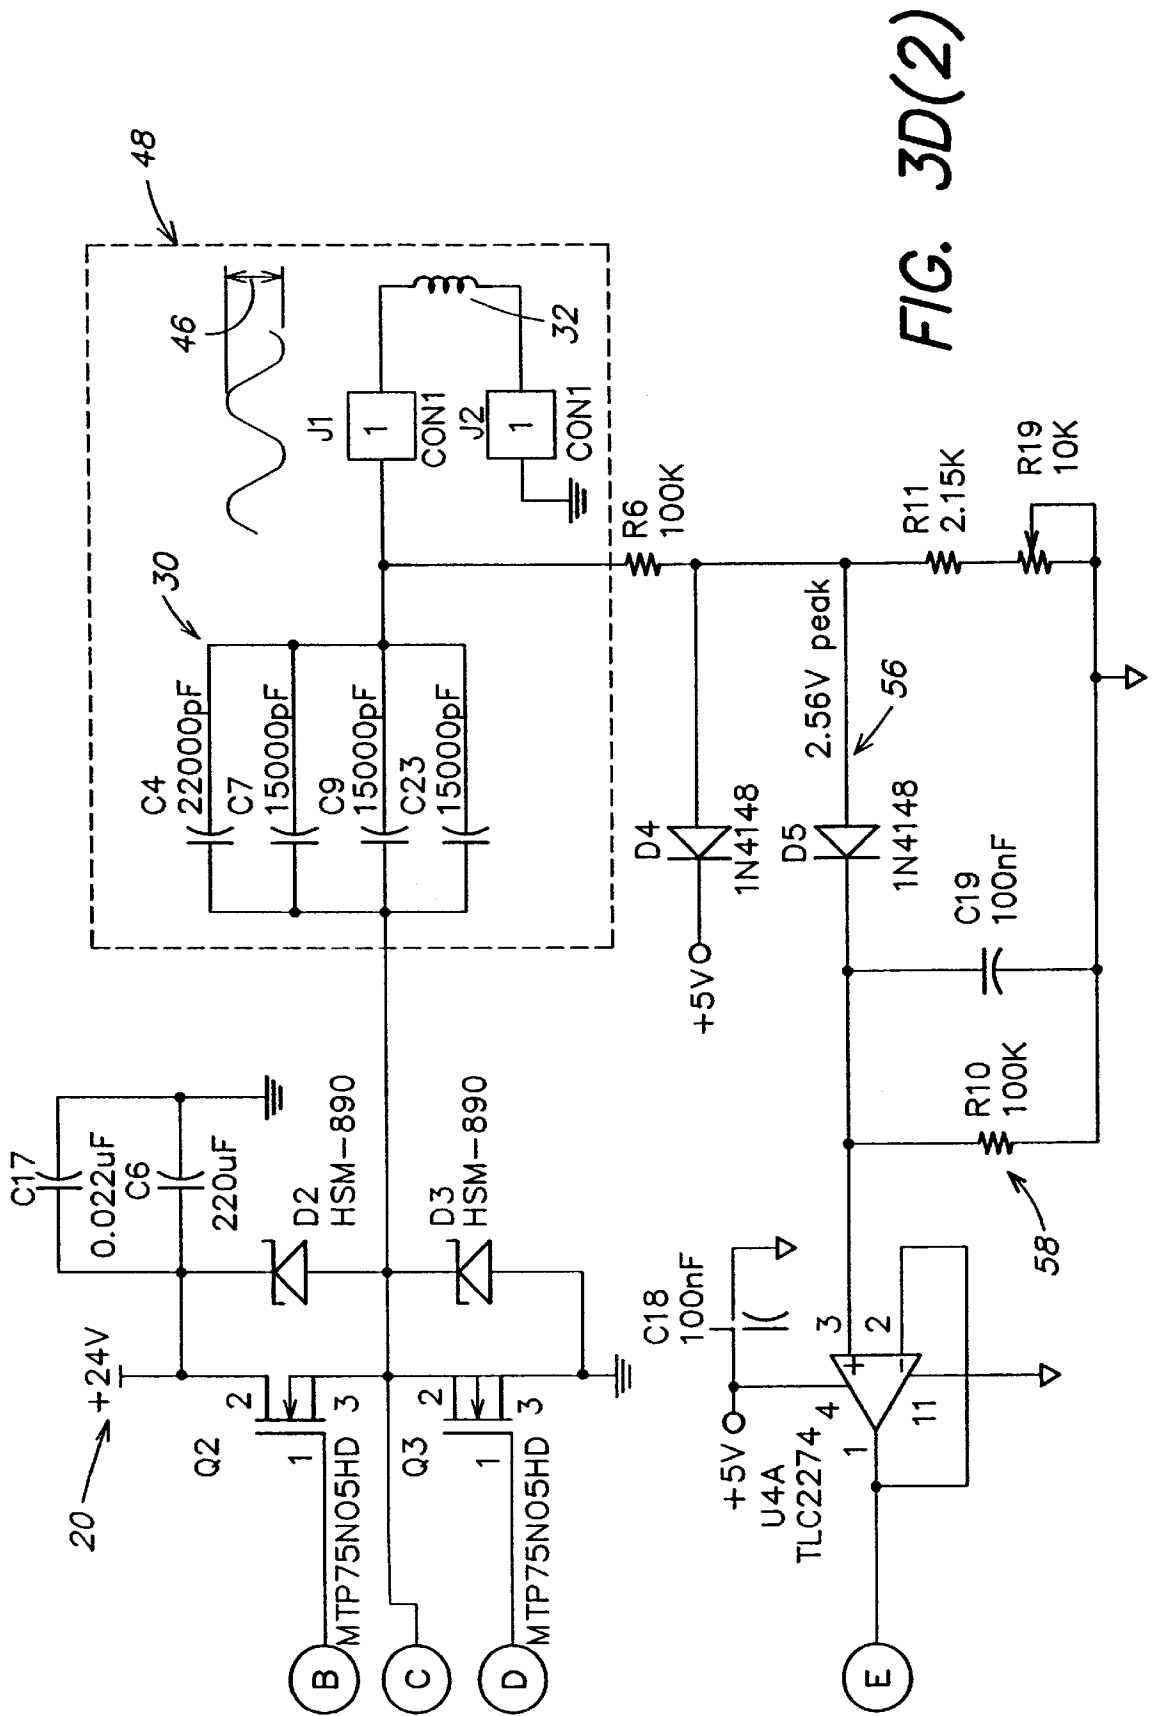 20
+24V
C17
0.022uF
C6
220uF
Q2
2
1
3
MTP75N05HD
D2
HSM-890
Q3
2
1
3
MTP75N05HD
D3
HSM-890
B
C
D
48
30
46
C4
22000pF
C7
15000pF
C9
15000pF
C23
15000pF
J1
1
CON1
J2
1
CON1
32
R6
100K
D4
1N4148
+5V
2.56V peak
56
D5
1N4148
R11
2.15K
R19
10K
C19
100nF
R10
100K
58
C18
100nF
+5V
U4A
TLC2274
3
+
2
-
4
1
11
E
FIG. 3D(2)